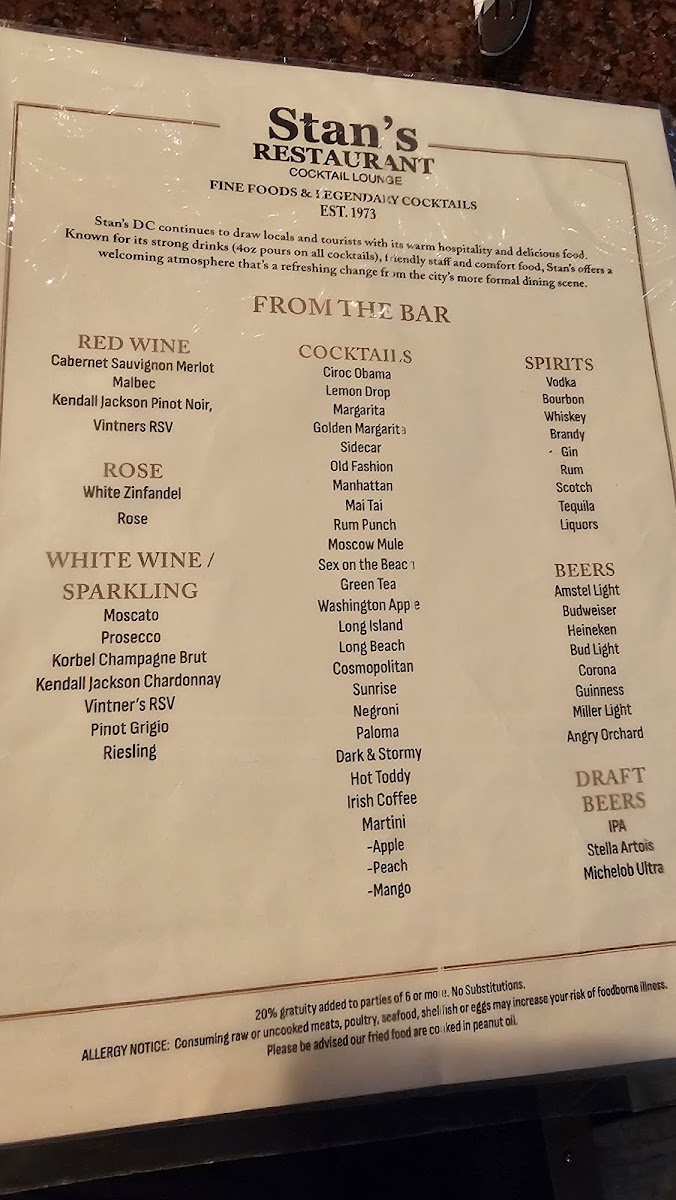 Stan's
RESTAURANT
COCKTAIL LOUNGE
FINE FOODS & LEGENDARY COCKTAILS
EST. 1973
Stan's DC continues to draw locals and tourists with its warm hospitality and delicious food.
Known for its strong drinks (4oz pours on all cocktails), friendly staff and comfort food, Stan's offers a
welcoming atmosphere that's a refreshing change from the city's more formal dining scene.
FROM THE BAR
RED WINE
Cabernet Sauvignon Merlot
Malbec
Kendall Jackson Pinot Noir,
Vintners RSV
ROSE
White Zinfandel
Rose
WHITE WINE /
SPARKLING
Moscato
Prosecco
Korbel Champagne Brut
Kendall Jackson Chardonnay
Vintner's RSV
Pinot Grigio
Riesling
COCKTAILS
Ciroc Obama
Lemon Drop
Margarita
Golden Margarita
Sidecar
Old Fashion
Manhattan
Mai Tai
Rum Punch
Moscow Mule
Sex on the Beach
Green Tea
Washington Apple
Long Island
Long Beach
Cosmopolitan
Sunrise
Negroni
Paloma
Dark & Stormy
Hot Toddy
Irish Coffee
Martini
-Apple
-Peach
-Mango
SPIRITS
Vodka
Bourbon
Whiskey
Brandy
Gin
Rum
Scotch
Tequila
Liquors
BEERS
Amstel Light
Budweiser
Heineken
Bud Light
Corona
Guinness
Miller Light
Angry Orchard
DRAFT
BEERS
IPA
Stella Artois
Michelob Ultra
20% gratuity added to parties of 6 or more. No Substitutions.
ALLERGY NOTICE: Consuming raw or uncooked meats, poultry, seafood, shellfish or eggs may increase your risk of foodborne illness.
Please be advised our fried food are cooked in peanut oil.